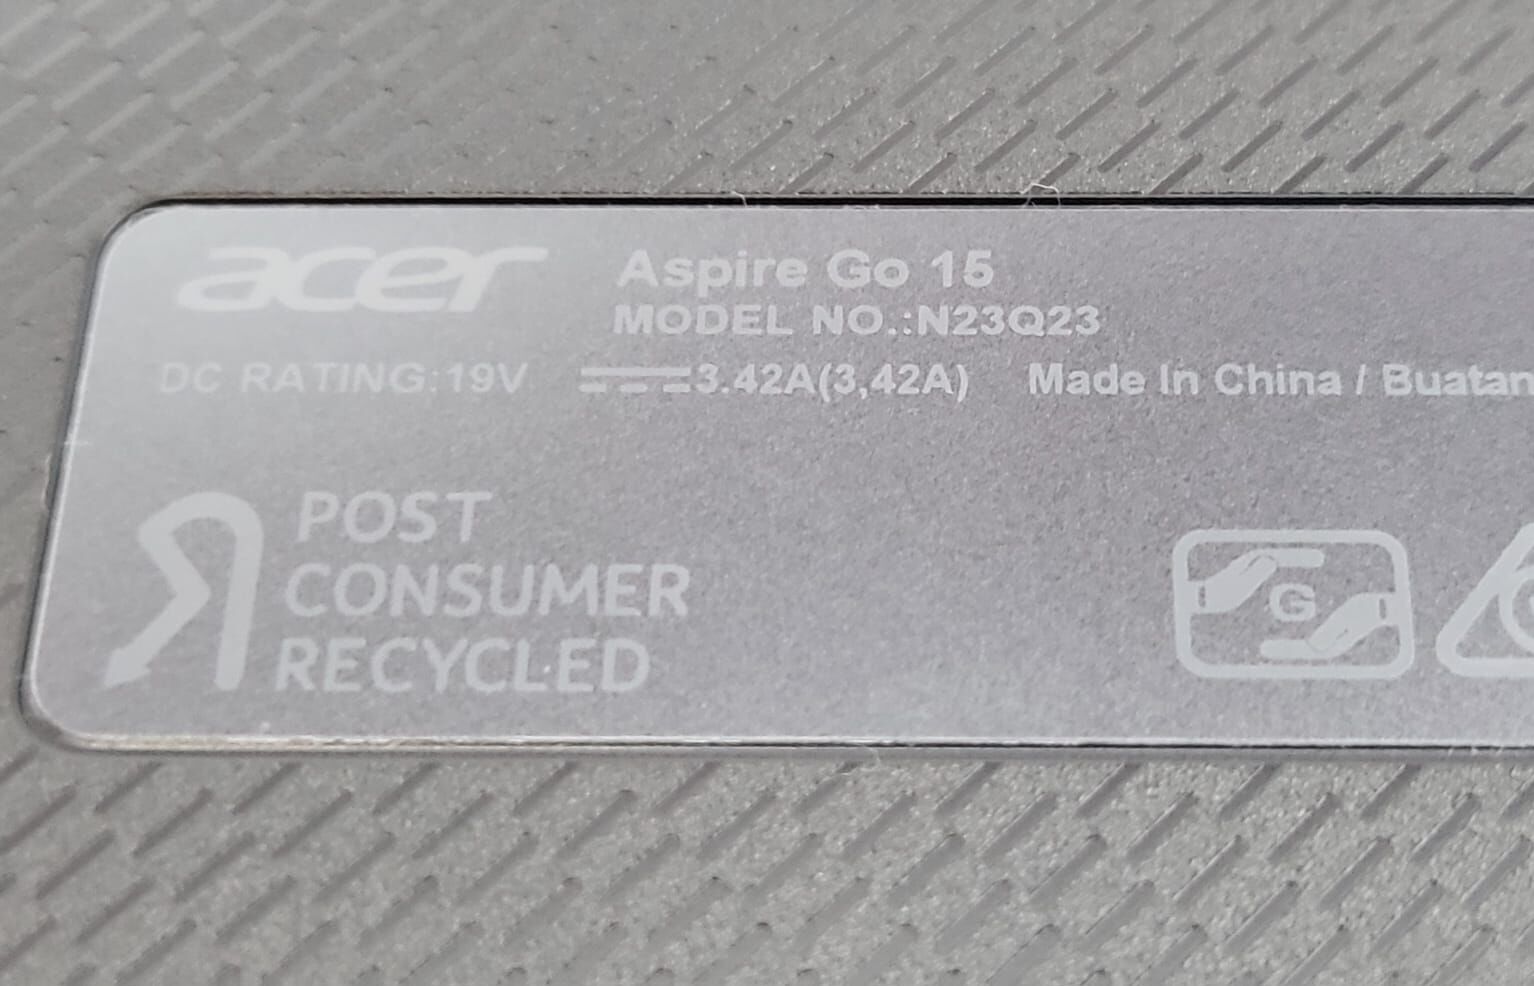 acer
Aspire Go 15
MODEL NO.:N23Q23
DC RATING:19V ⎓3.42A(3,42A) Made In China / Buatan
POST
CONSUMER
RECYCLED
G